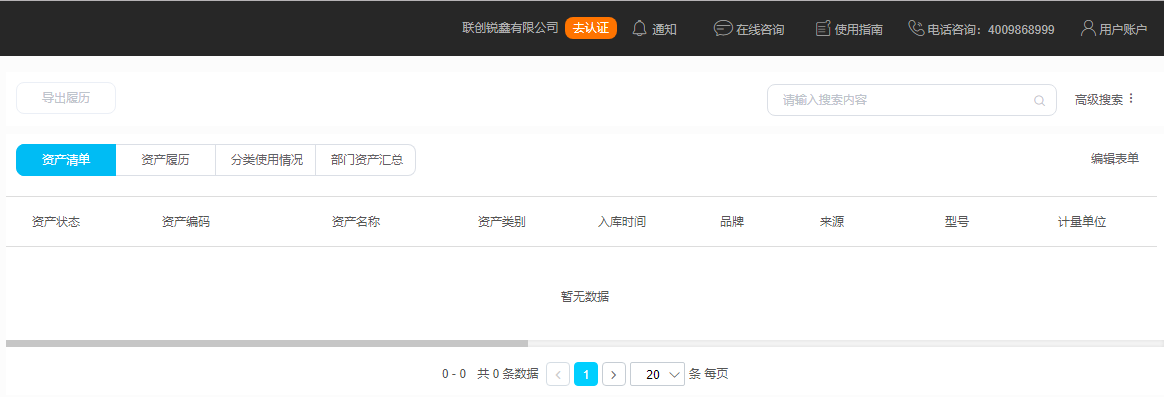 联创锐鑫有限公司 去认证 通知 在线咨询 使用指南 电话咨询：4009868999 用户账户
导出履历 请输入搜索内容 高级搜索
资产清单 资产履历 分类使用情况 部门资产汇总 编辑表单
资产状态 资产编码 资产名称 资产类别 入库时间 品牌 来源 型号 计量单位
暂无数据
0 - 0 共 0 条数据 1 20 条 每页